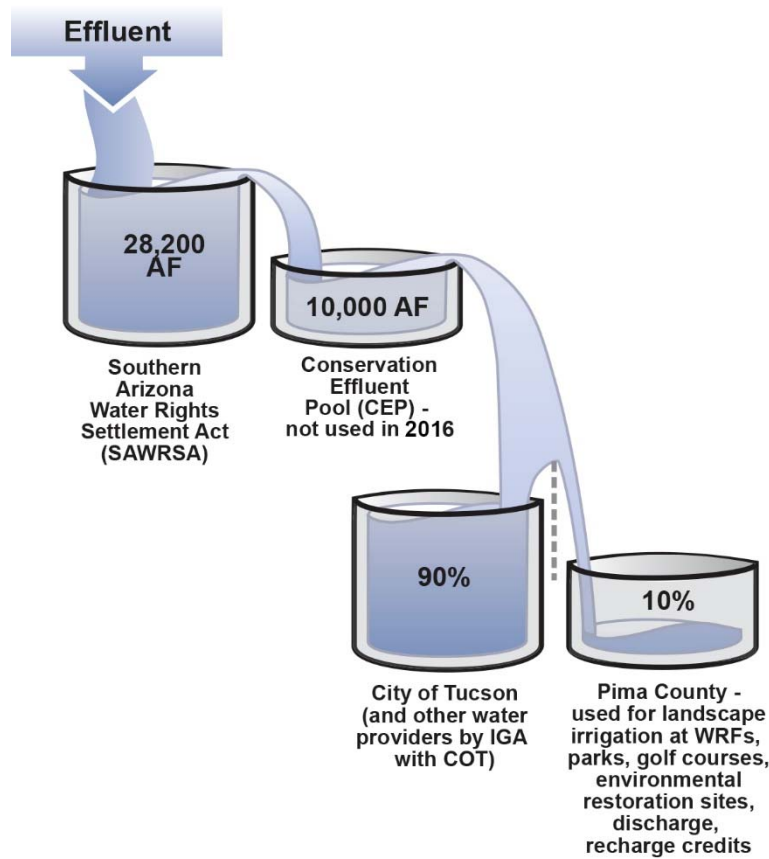 Effluent
28,200
AF
10,000 AF
Southern
Arizona
Water Rights
Settlement Act
(SAWRSA)
Conservation
Effluent
Pool (CEP) -
not used in 2016
90%
10%
City of Tucson
(and other water
providers by IGA
with COT)
Pima County -
used for landscape
irrigation at WRFs,
parks, golf courses,
environmental
restoration sites,
discharge,
recharge credits